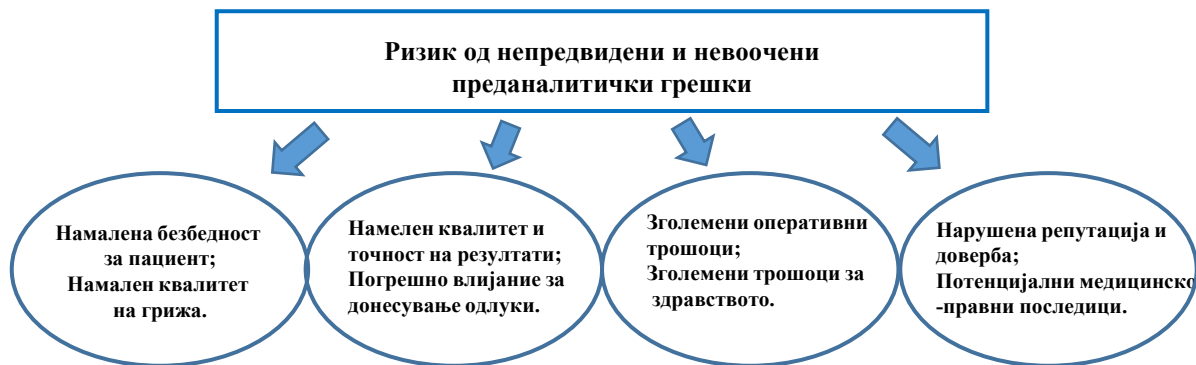 Ризик од непредвидени и невоочени
преданалитички грешки
Намалена безбедност
за пациент;
Намален квалитет
на грижа.
Намелен квалитет и
точност на резултати;
Погрешно влијание за
донесување одлуки.
Зголемени оперативни
трошоци;
Зголемени трошоци за
здравството.
Нарушена репутација и
доверба;
Потенцијални медицинско
-правни последици.